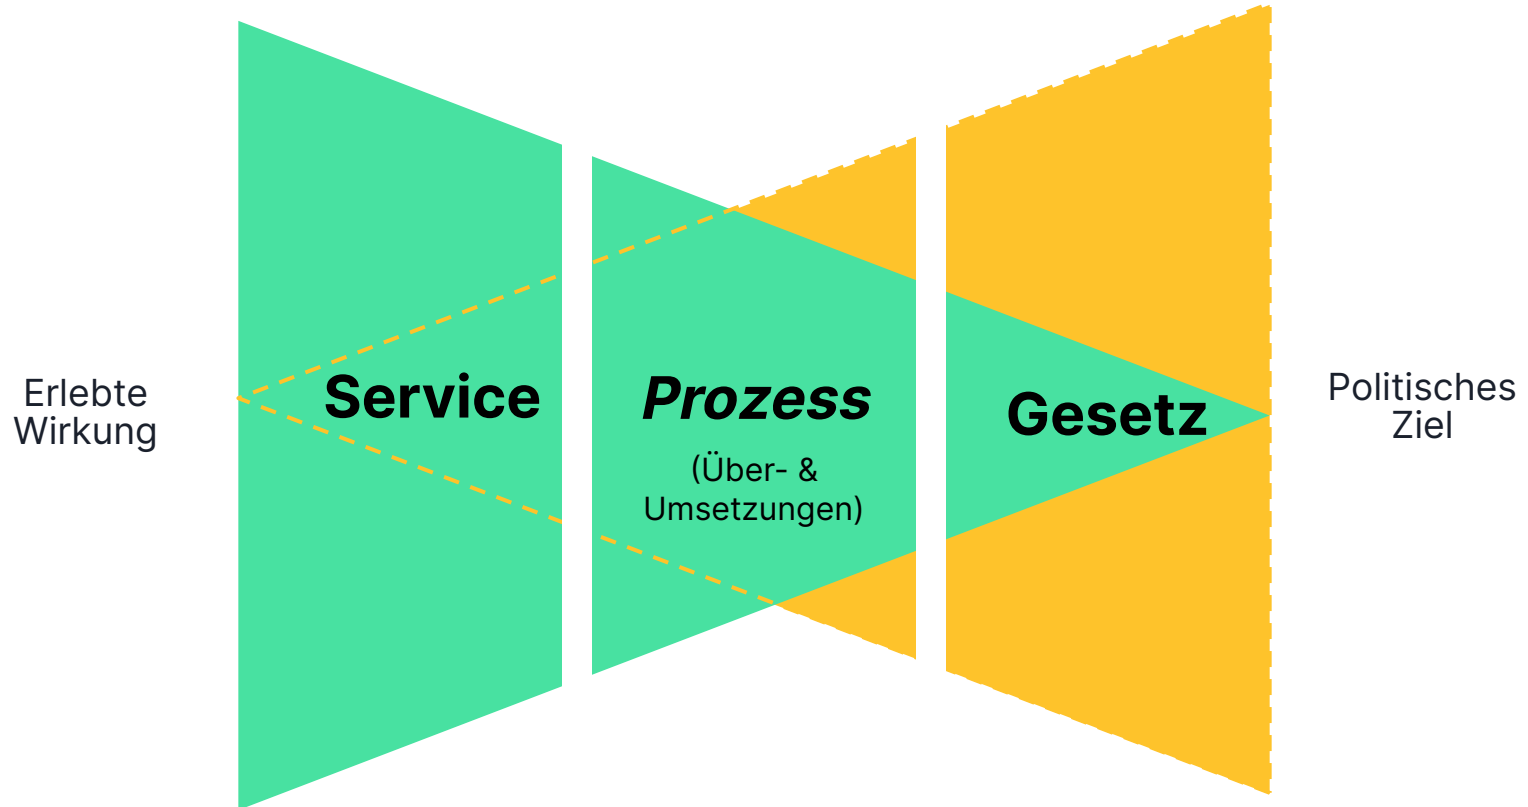 Erlebte
Wirkung
Service
Prozess
(Über- &
Umsetzungen)
Gesetz
Politisches
Ziel